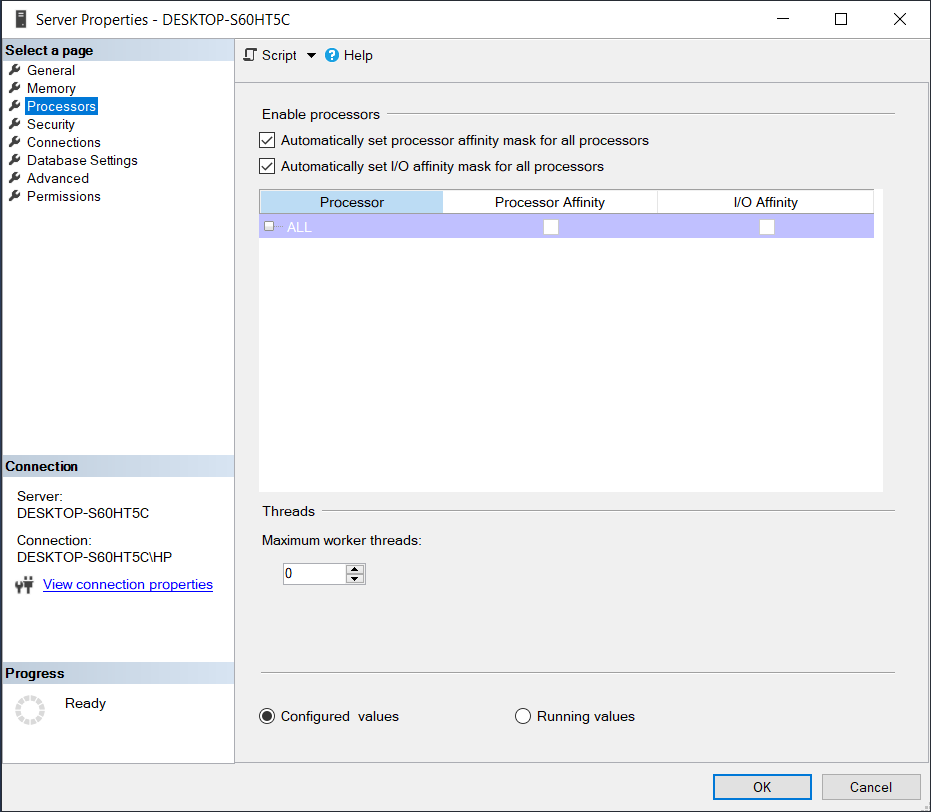 Server Properties - DESKTOP-S60HT5C
Select a page
General
Memory
Processors
Security
Connections
Database Settings
Advanced
Permissions
Connection
Server:
DESKTOP-S60HT5C
Connection:
DESKTOP-S60HT5C\HP
View connection properties
Progress
Ready
Script ? Help
Enable processors
Automatically set processor affinity mask for all processors
Automatically set I/O affinity mask for all processors
Processor Processor Affinity I/O Affinity
ALL
Threads
Maximum worker threads:
0
Configured values Running values
OK Cancel